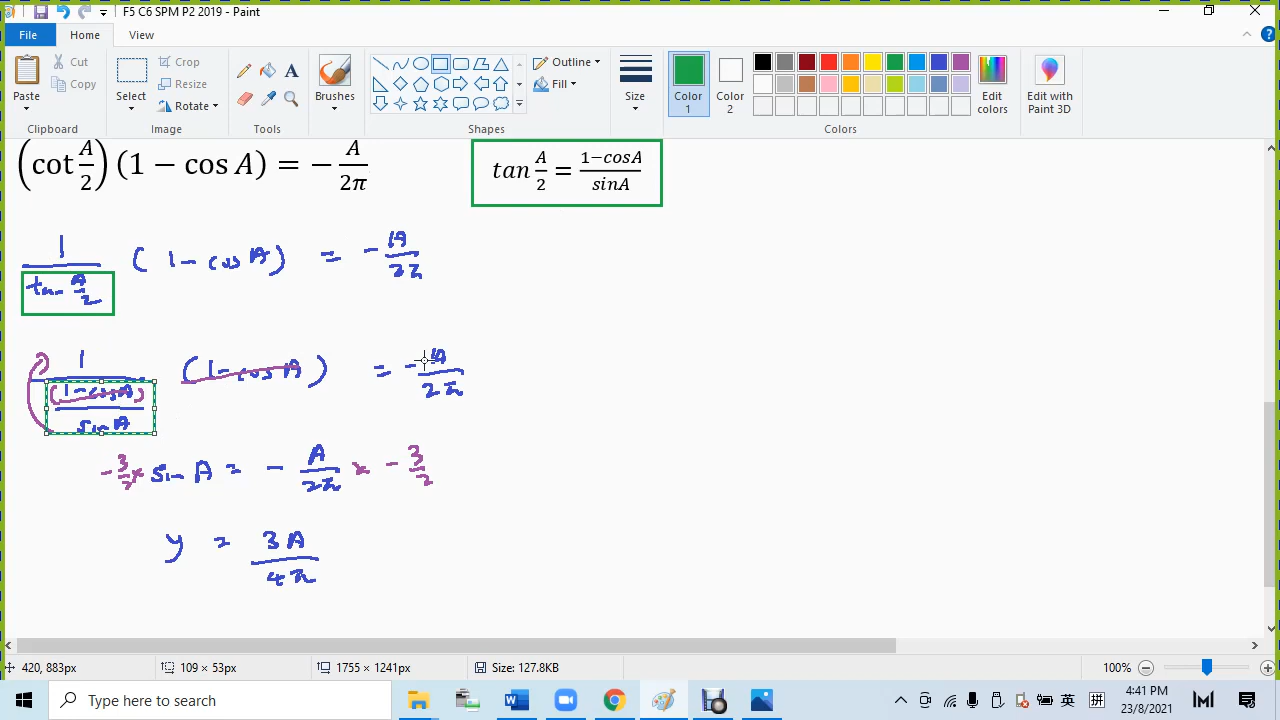 F5 C6 SPM P2 2019 - Paint
File Home View
Paste Cut Copy Select Crop Resize Rotate Brushes Outline Fill Size Color 1 Color 2 Edit colors Edit with Paint 3D
Clipboard Image Tools Shapes Colors
(cot A/2)(1 − cos A) = − A/2π
tan A/2 = 1−cosA/sinA
1/tan A/2 (1 - cos A) = - A/2π
1/((1-cosA)/sinA) (1-cos A) = - A/2π
-3/2 × sin A = - A/2π × -3/2
y = 3A/4π
420, 883px 109 × 53px 1755 × 1241px Size: 127.8KB 100%
Type here to search
英 拼 4:41 PM
23/8/2021